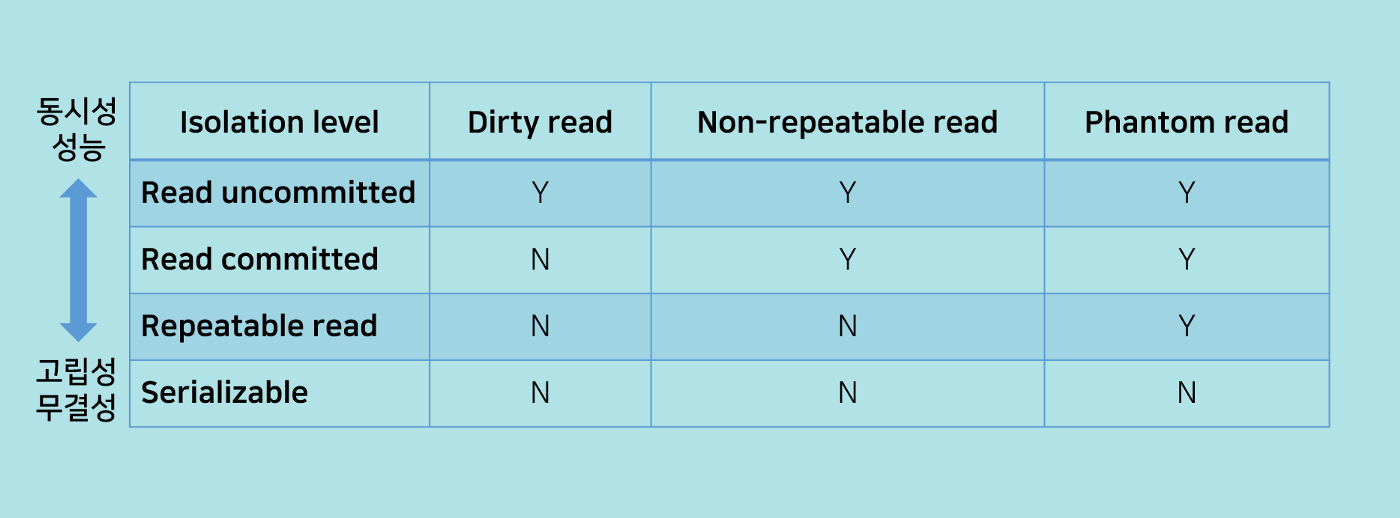 동시성
성능
Isolation level Dirty read Non-repeatable read Phantom read
Read uncommitted Y Y Y
Read committed N Y Y
Repeatable read N N Y
Serializable N N N
고립성
무결성